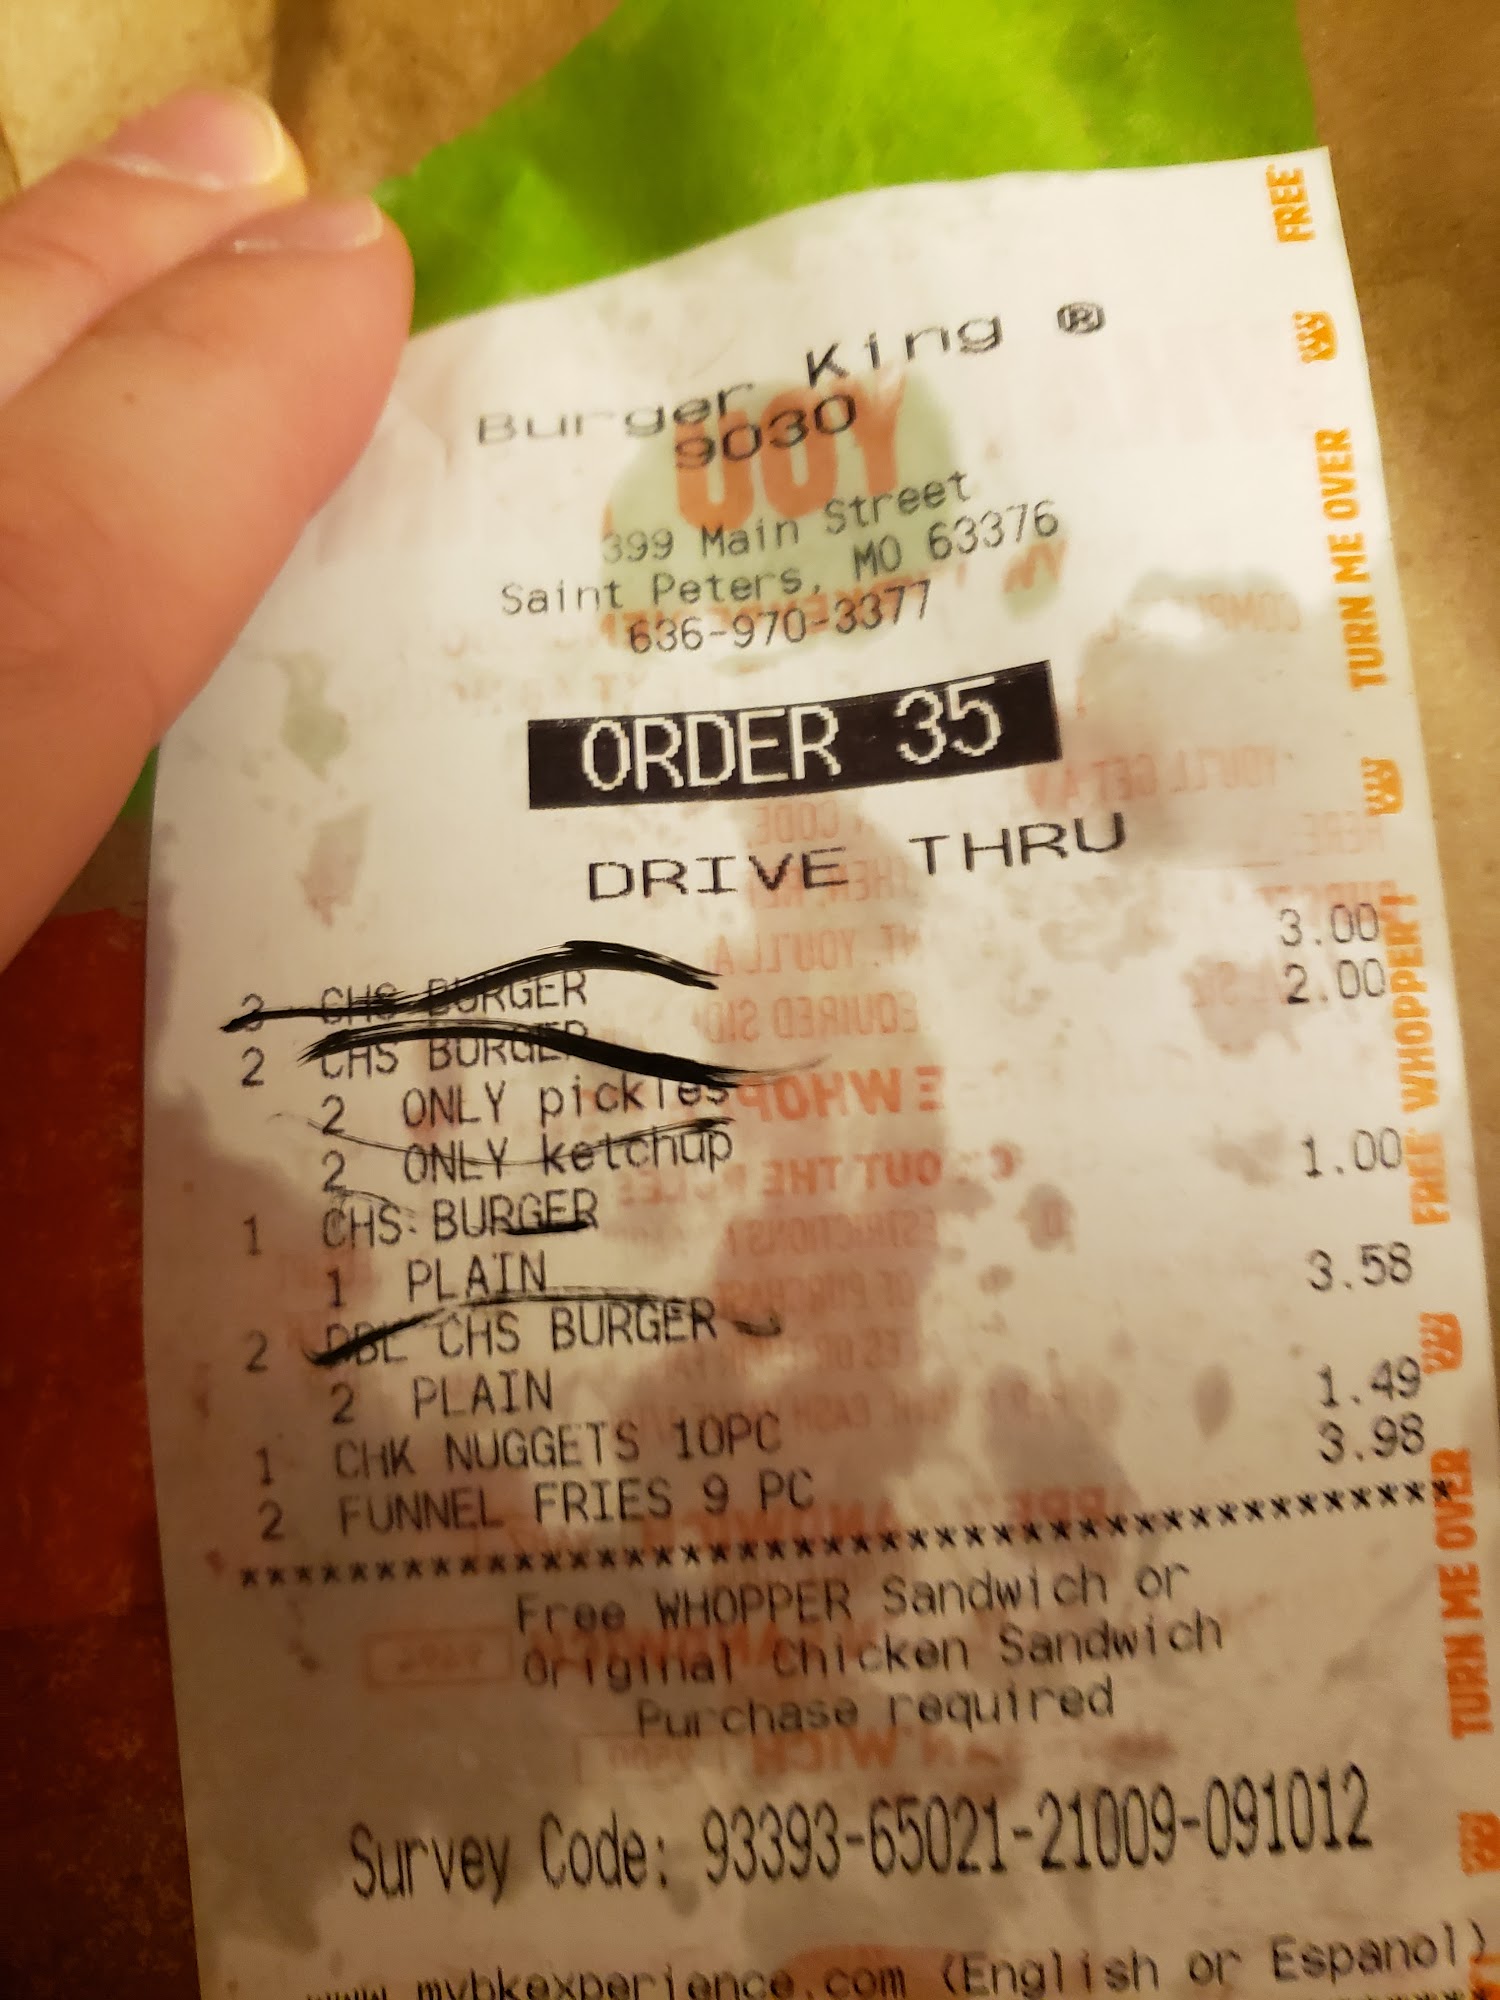 Burger King ®
9030
399 Main Street
Saint Peters, MO 63376
636-970-3377
ORDER 35
DRIVE THRU
3 CHS BURGER 3.00
2 CHS BURGER 2.00
2 ONLY pickles
2 ONLY ketchup
1 CHS BURGER 1.00
1 PLAIN
2 DBL CHS BURGER 3.58
2 PLAIN
1 CHK NUGGETS 10PC 1.49
2 FUNNEL FRIES 9 PC 3.98
*********************************************
Free WHOPPER Sandwich or
Original Chicken Sandwich
Purchase required
Survey Code: 93393-65021-21009-091012
www.mybkexperience.com (English or Espanol)
FREE
TURN ME OVER
FREE WHOPPER!
TURN ME OVER